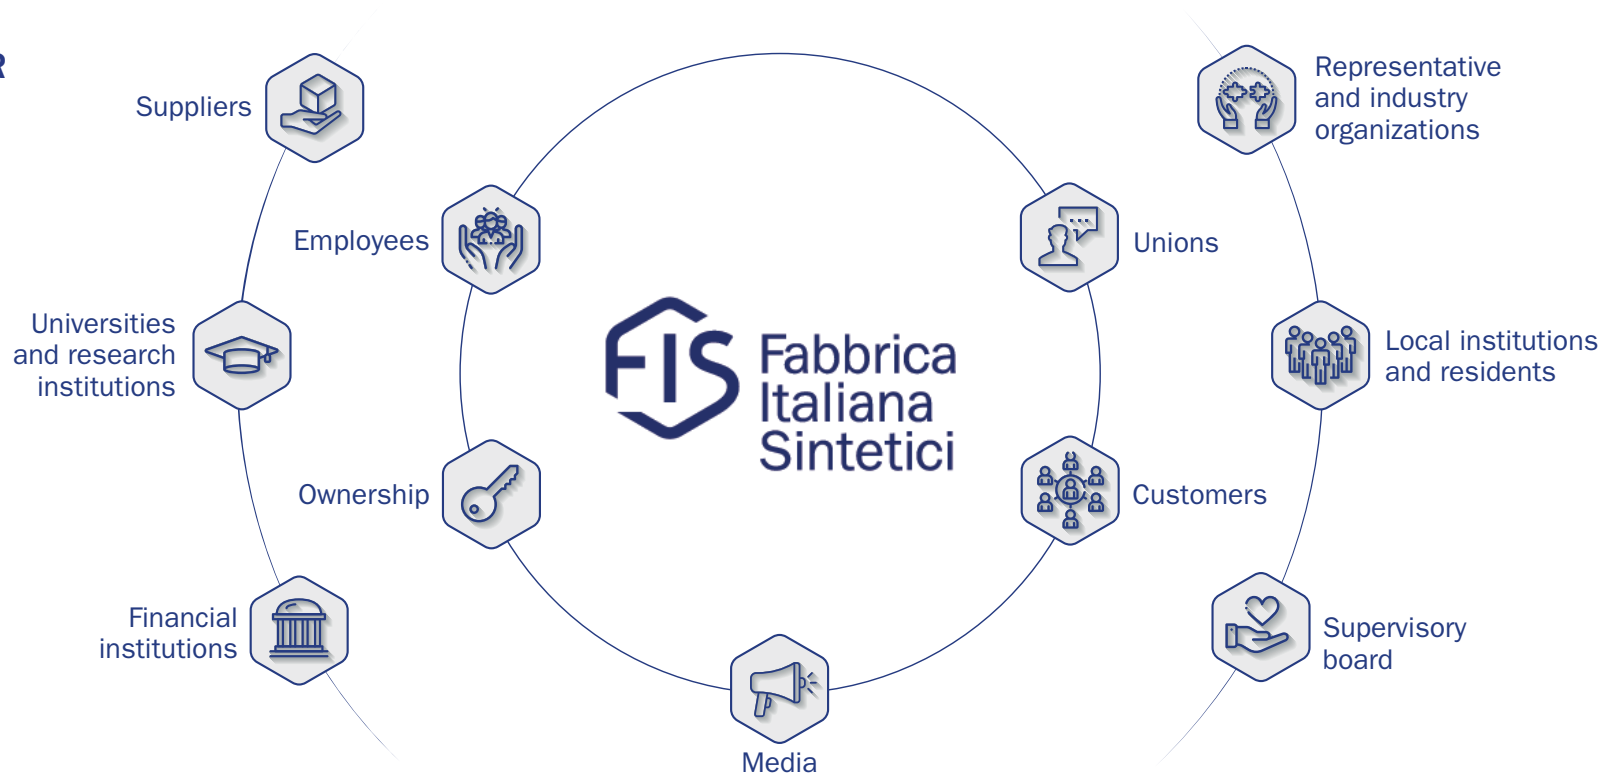 R
Suppliers
Representative
and industry
organizations
Employees
Unions
Universities
and research
institutions
FIS
Fabbrica
Italiana
Sintetici
Local institutions
and residents
Ownership
Customers
Financial
institutions
Supervisory
board
Media